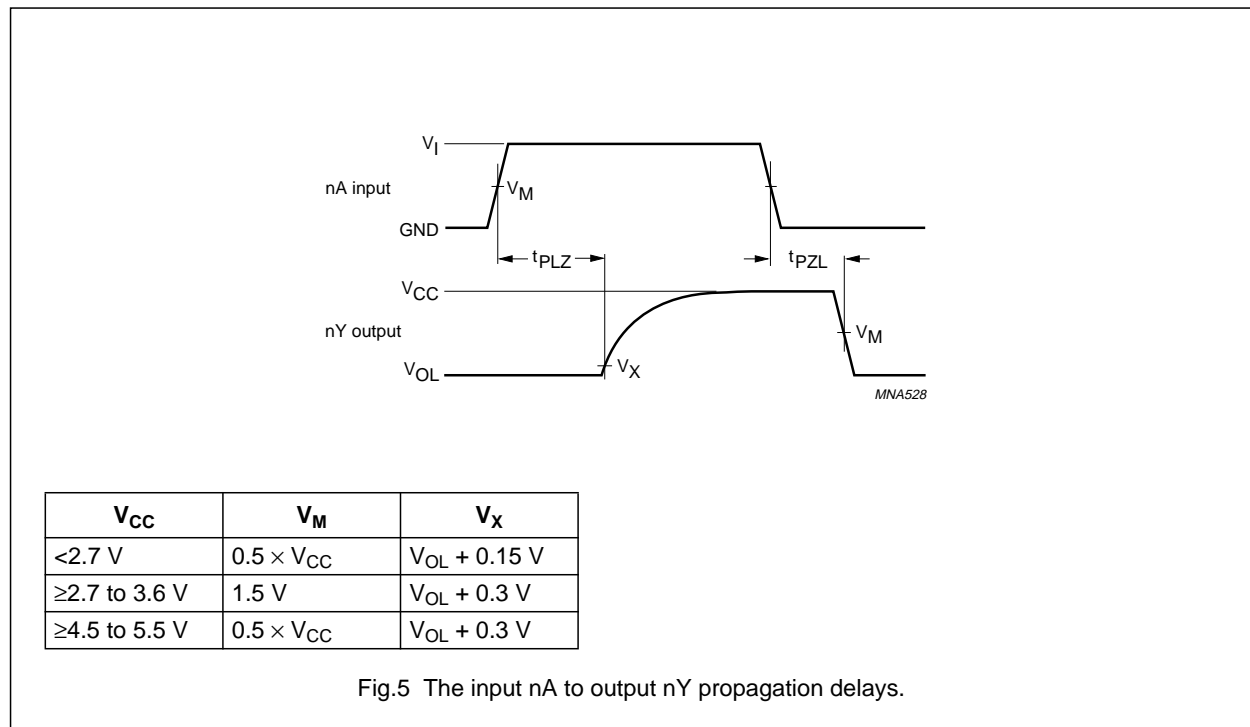 V_I
nA input
V_M
GND
t_PLZ
t_PZL
V_CC
nY output
V_M
V_X
V_OL
MNA528
V_CC V_M V_X
<2.7 V 0.5 × V_CC V_OL + 0.15 V
≥2.7 to 3.6 V 1.5 V V_OL + 0.3 V
≥4.5 to 5.5 V 0.5 × V_CC V_OL + 0.3 V
Fig.5 The input nA to output nY propagation delays.